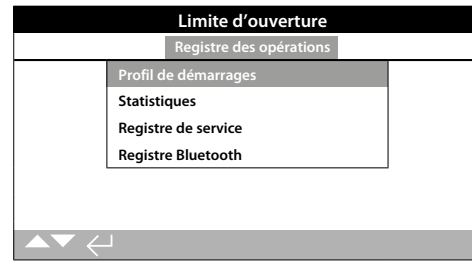 Limite d’ouverture
Registre des opérations
Profil de démarrages
Statistiques
Registre de service
Registre Bluetooth